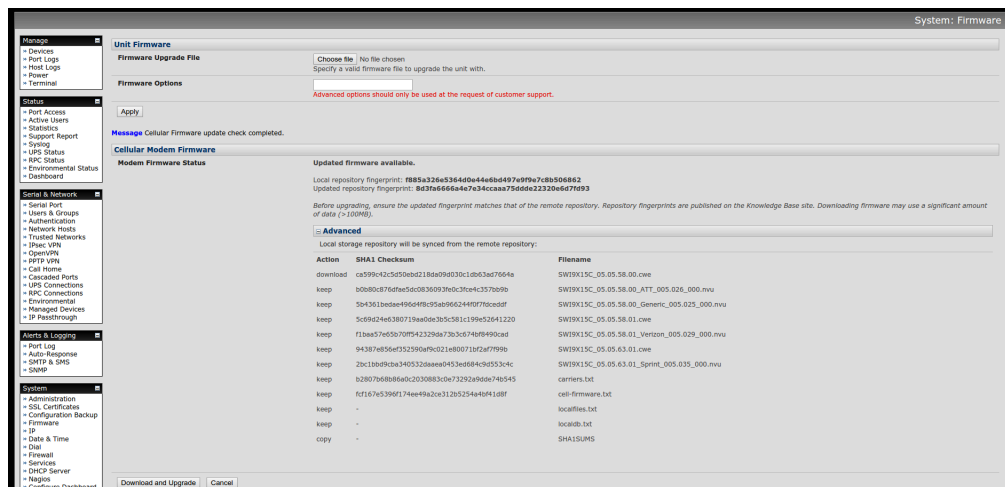 System: Firmware
Manage
» Devices
» Port Logs
» Host Logs
» Power
» Terminal
Status
» Port Access
» Active Users
» Statistics
» Support Report
» Syslog
» UPS Status
» RPC Status
» Environmental Status
» Dashboard
Serial & Network
» Serial Port
» Users & Groups
» Authentication
» Network Hosts
» Trusted Networks
» IPsec VPN
» OpenVPN
» PPTP VPN
» Call Home
» Cascaded Ports
» UPS Connections
» RPC Connections
» Environmental
» Managed Devices
» IP Passthrough
Alerts & Logging
» Port Log
» Auto-Response
» SMTP & SMS
» SNMP
System
» Administration
» SSL Certificates
» Configuration Backup
» Firmware
» IP
» Date & Time
» Dial
» Firewall
» Services
» DHCP Server
» Nagios
» Configure Dashboard
Unit Firmware
Firmware Upgrade File Choose file No file chosen
Specify a valid firmware file to upgrade the unit with.
Firmware Options
Advanced options should only be used at the request of customer support.
Apply
Message Cellular Firmware update check completed.
Cellular Modem Firmware
Modem Firmware Status Updated firmware available.
Local repository fingerprint: f885a326e5364d0e44e6bd497e9f9e7c8b506862
Updated repository fingerprint: 8d3fa6666a4e7e34ccaaa75ddde22320e6d7fd93
Before upgrading, ensure the updated fingerprint matches that of the remote repository. Repository fingerprints are published on the Knowledge Base site. Downloading firmware may use a significant amount
of data (>100MB).
Advanced
Local storage repository will be synced from the remote repository:
Action SHA1 Checksum Filename
download ca599c42c5d50ebd218da09d030c1db63ad7664a SWI9X15C_05.05.58.00.cwe
keep b0b80c876dfae5dc0836093fe0c3fce4c357bb9b SWI9X15C_05.05.58.00_ATT_005.026_000.nvu
keep 5b4361bedae496d4f8c95ab966244f0f7fdceddf SWI9X15C_05.05.58.00_Generic_005.025_000.nvu
keep 5c69d24e6380719aa0de3b5c581c199e52641220 SWI9X15C_05.05.58.01.cwe
keep f1baa57e65b70ff542329da73b3c674bf8490cad SWI9X15C_05.05.58.01_Verizon_005.029_000.nvu
keep 94387e856ef352590af9c021e80071bf2af7f99b SWI9X15C_05.05.63.01.cwe
keep 2bc1bbd9cba340532daaea0453ed684c9d553c4c SWI9X15C_05.05.63.01_Sprint_005.035_000.nvu
keep b2807b68b86a0c2030883c0e73292a9dde74b545 carriers.txt
keep fcf167e5396f174ee49a2ce312b5254a4bf41d8f cell-firmware.txt
keep - localfiles.txt
keep - localdb.txt
copy - SHA1SUMS
Download and Upgrade Cancel